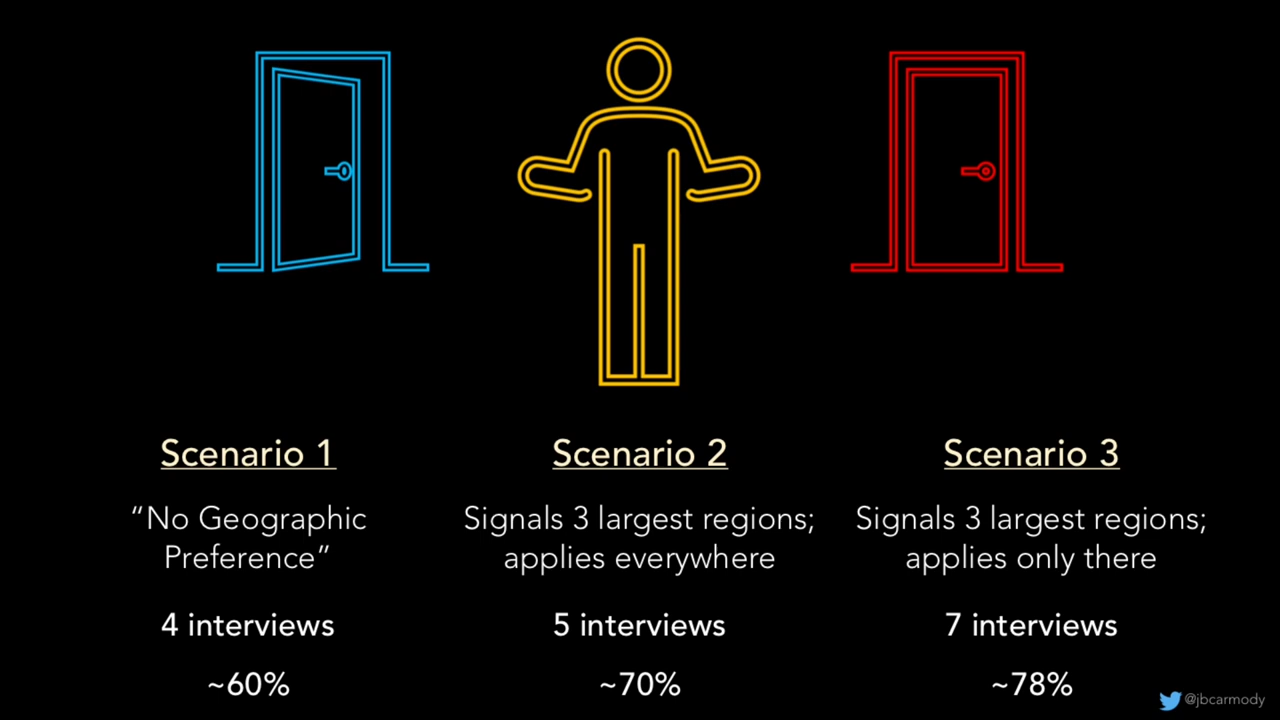 Scenario 1
“No Geographic
Preference”
4 interviews
~60%
Scenario 2
Signals 3 largest regions;
applies everywhere
5 interviews
~70%
Scenario 3
Signals 3 largest regions;
applies only there
7 interviews
~78%
@jbcarmody